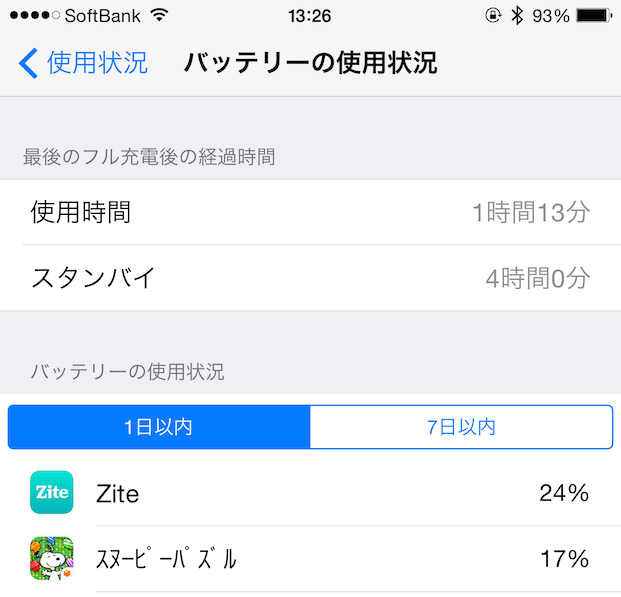 SoftBank 13:26 93%
使用状況 バッテリーの使用状況
最後のフル充電後の経過時間
使用時間 1時間13分
スタンバイ 4時間0分
バッテリーの使用状況
1日以内 7日以内
Zite Zite 24%
ｽﾇｰﾋﾟｰﾊﾟｽﾞﾙ 17%